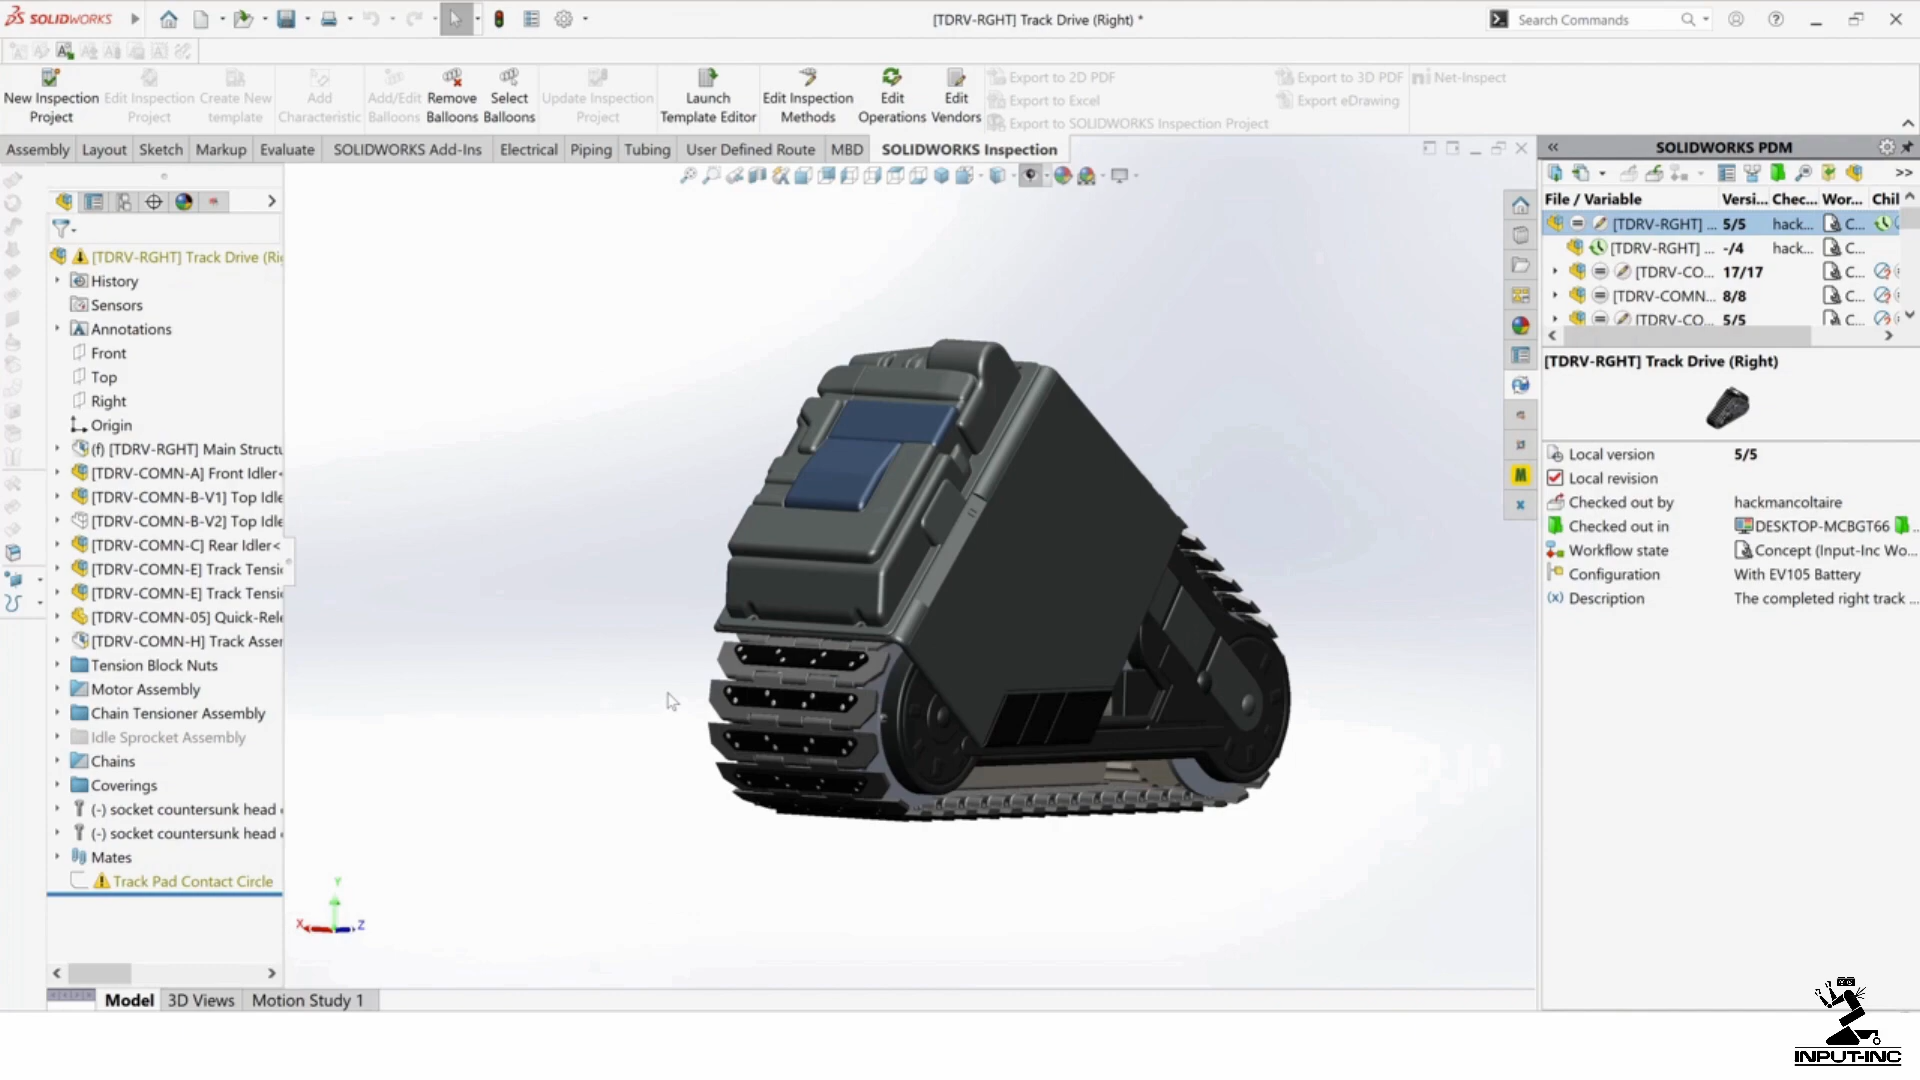 SOLIDWORKS
[TDRV-RGHT] Track Drive (Right) *
Search Commands
New Inspection Project
Edit Inspection Project
Create New template
Add Characteristic
Add/Edit Balloons
Remove Balloons
Select Balloons
Update Inspection Project
Launch Template Editor
Edit Inspection Methods
Edit Operations
Edit Vendors
Export to 2D PDF
Export to Excel
Export to SOLIDWORKS Inspection Project
Export to 3D PDF
Export eDrawing
Net-Inspect
Assembly
Layout
Sketch
Markup
Evaluate
SOLIDWORKS Add-Ins
Electrical
Piping
Tubing
User Defined Route
MBD
SOLIDWORKS Inspection
[TDRV-RGHT] Track Drive (Ri
History
Sensors
Annotations
Front
Top
Right
Origin
(f) [TDRV-RGHT] Main Structu
[TDRV-COMN-A] Front Idler<
[TDRV-COMN-B-V1] Top Idle
[TDRV-COMN-B-V2] Top Idle
[TDRV-COMN-C] Rear Idler<
[TDRV-COMN-E] Track Tensi
[TDRV-COMN-E] Track Tensi
[TDRV-COMN-05] Quick-Rel
[TDRV-COMN-H] Track Asse
Tension Block Nuts
Motor Assembly
Chain Tensioner Assembly
Idle Sprocket Assembly
Chains
Coverings
(-) socket countersunk head
(-) socket countersunk head
Mates
Track Pad Contact Circle
Y
X
Z
Model
3D Views
Motion Study 1
SOLIDWORKS PDM
>>
File / Variable Versi... Chec... Wor... Chil
[TDRV-RGHT] ... 5/5 hack... C...
[TDRV-RGHT] ... -/4 hack... C...
[TDRV-CO... 17/17 C...
[TDRV-COMN... 8/8 C...
[TDRV-CO... 5/5 C...
[TDRV-RGHT] Track Drive (Right)
Local version 5/5
Local revision
Checked out by hackmancoltaire
Checked out in DESKTOP-MCBGT66 ...
Workflow state Concept (Input-Inc Wo...
Configuration With EV105 Battery
Description The completed right track ...
M
INPUT-INC